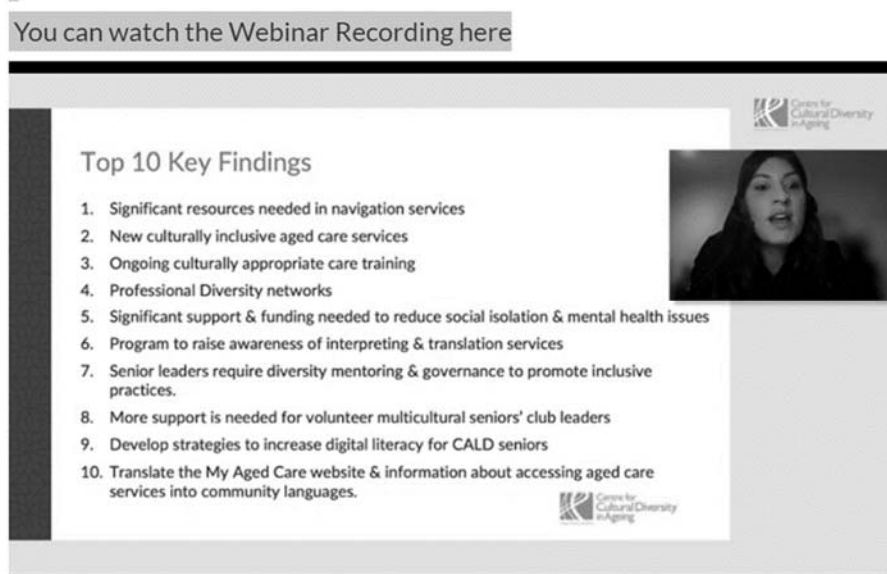 You can watch the Webinar Recording here
Centre for
Cultural Diversity
in Ageing
Top 10 Key Findings
1. Significant resources needed in navigation services
2. New culturally inclusive aged care services
3. Ongoing culturally appropriate care training
4. Professional Diversity networks
5. Significant support & funding needed to reduce social isolation & mental health issues
6. Program to raise awareness of interpreting & translation services
7. Senior leaders require diversity mentoring & governance to promote inclusive
practices.
8. More support is needed for volunteer multicultural seniors' club leaders
9. Develop strategies to increase digital literacy for CALD seniors
10. Translate the My Aged Care website & information about accessing aged care
services into community languages.
Centre for
Cultural Diversity
in Ageing